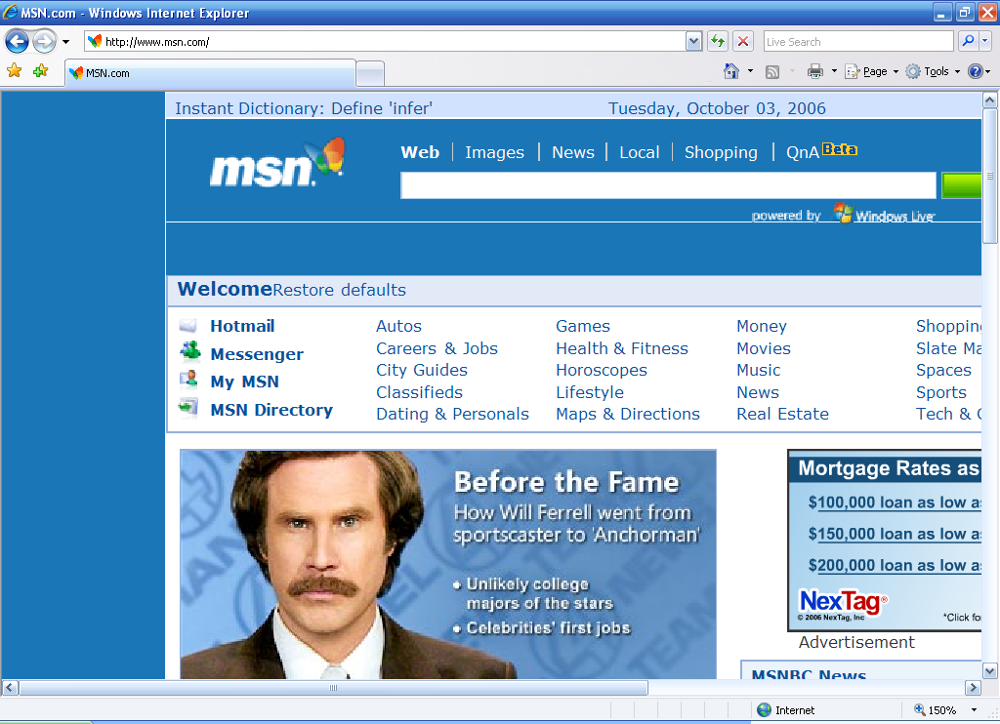 MSN.com - Windows Internet Explorer
http://www.msn.com/
Live Search
MSN.com
Page
Tools
Instant Dictionary: Define 'infer'
Tuesday, October 03, 2006
msn
Web | Images | News | Local | Shopping | QnA Beta
powered by Windows Live
Welcome Restore defaults
Hotmail
Messenger
My MSN
MSN Directory
Autos
Careers & Jobs
City Guides
Classifieds
Dating & Personals
Games
Health & Fitness
Horoscopes
Lifestyle
Maps & Directions
Money
Movies
Music
News
Real Estate
Shoppin
Slate Ma
Spaces
Sports
Tech &
Before the Fame
How Will Ferrell went from
sportscaster to 'Anchorman'
• Unlikely college
majors of the stars
• Celebrities' first jobs
Mortgage Rates as
$100,000 loan as low as
$150,000 loan as low as
$200,000 loan as low as
NexTag®
© 2006 NexTag, Inc
*Click fo
Advertisement
MSNBC News
Internet
150%